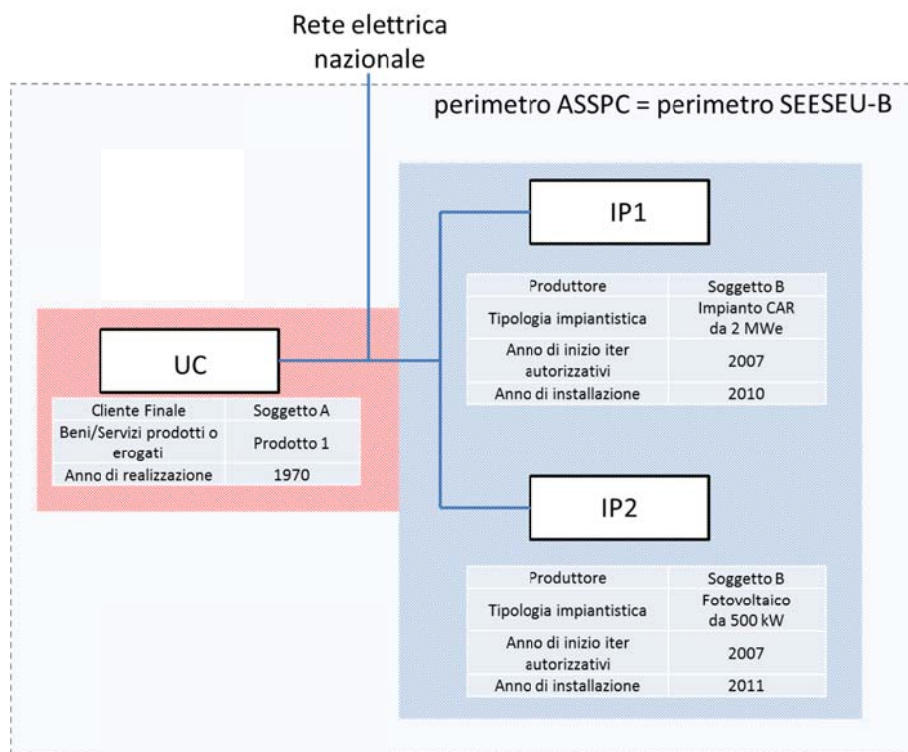 Rete elettrica
nazionale
perimetro ASSPC = perimetro SEESEU-B
IP1
Produttore Soggetto B
Tipologia impiantistica Impianto CAR
da 2 MWe
Anno di inizio iter
autorizzativi 2007
Anno di installazione 2010
UC
Cliente Finale Soggetto A
Beni/Servizi prodotti o
erogati Prodotto 1
Anno di realizzazione 1970
IP2
Produttore Soggetto B
Tipologia impiantistica Fotovoltaico
da 500 kW
Anno di inizio iter
autorizzativi 2007
Anno di installazione 2011